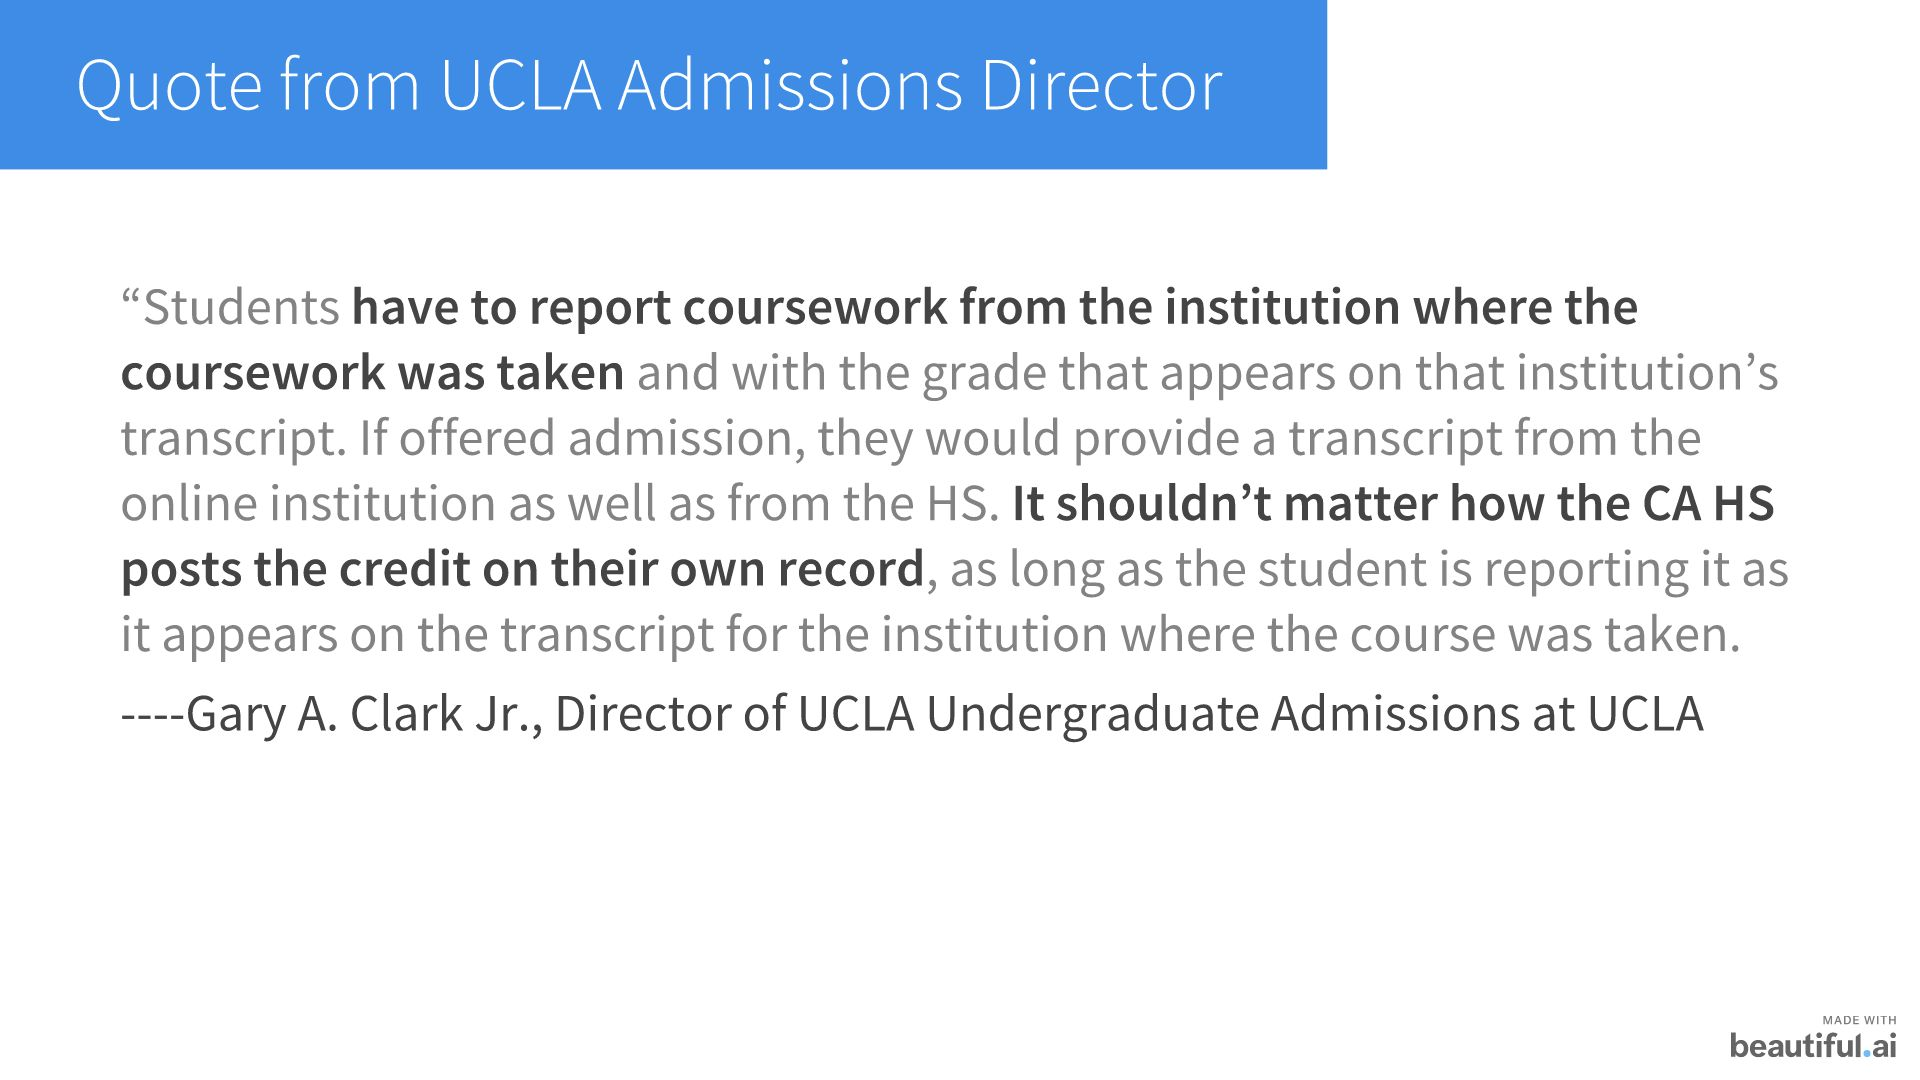 Quote from UCLA Admissions Director
“Students have to report coursework from the institution where the
coursework was taken and with the grade that appears on that institution’s
transcript. If offered admission, they would provide a transcript from the
online institution as well as from the HS. It shouldn’t matter how the CA HS
posts the credit on their own record, as long as the student is reporting it as
it appears on the transcript for the institution where the course was taken.
----Gary A. Clark Jr., Director of UCLA Undergraduate Admissions at UCLA
MADE WITH
beautiful.ai